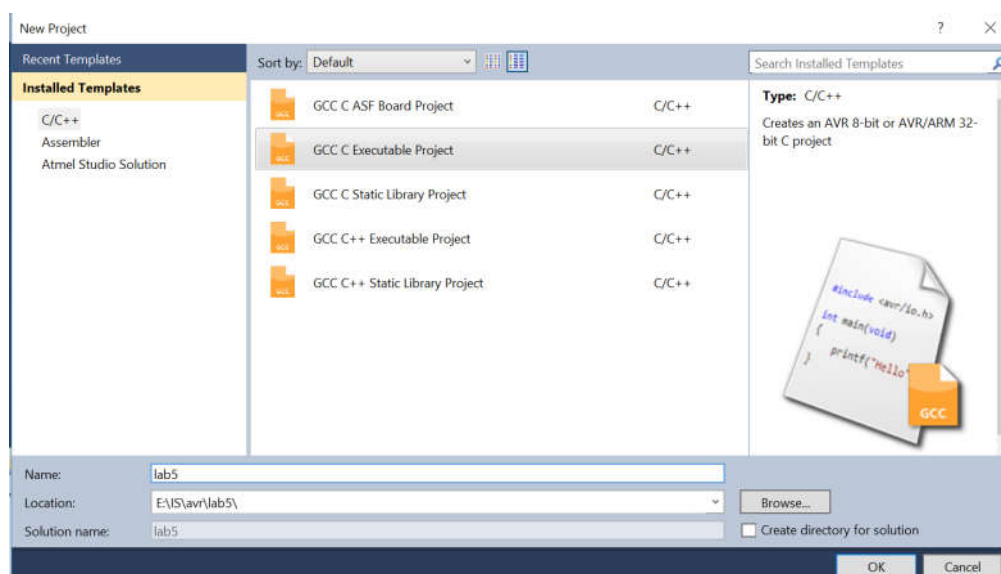 New Project
? ×
Recent Templates
Installed Templates
C/C++
Assembler
Atmel Studio Solution
Sort by: Default
Search Installed Templates
GCC C ASF Board Project C/C++
GCC C Executable Project C/C++
GCC C Static Library Project C/C++
GCC C++ Executable Project C/C++
GCC C++ Static Library Project C/C++
Type: C/C++
Creates an AVR 8-bit or AVR/ARM 32-
bit C project
#include <avr/io.h>
int main(void)
{
printf("Hello"
}
GCC
Name: lab5
Location: E:\IS\avr\lab5\
Browse...
Solution name: lab5
Create directory for solution
OK Cancel